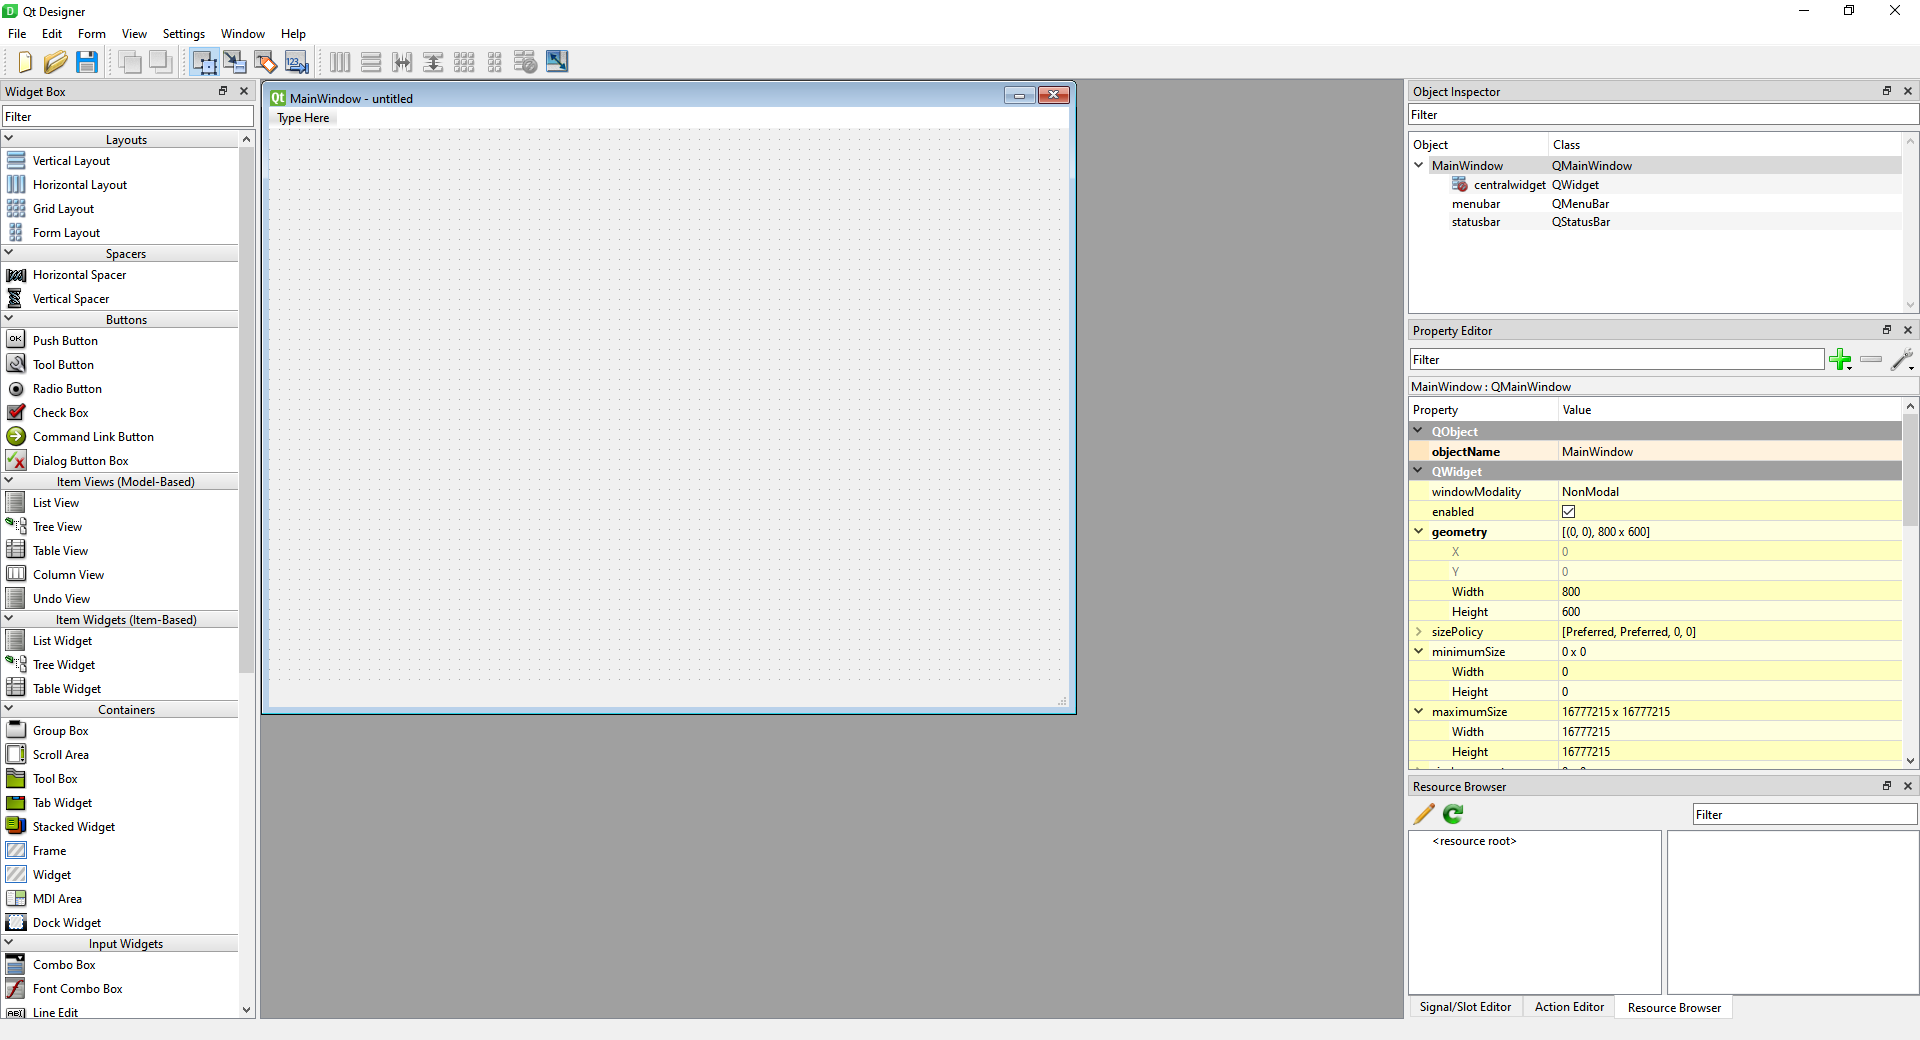 Qt Designer
File Edit Form View Settings Window Help
Widget Box
Filter
Layouts
Vertical Layout
Horizontal Layout
Grid Layout
Form Layout
Spacers
Horizontal Spacer
Vertical Spacer
Buttons
Push Button
Tool Button
Radio Button
Check Box
Command Link Button
Dialog Button Box
Item Views (Model-Based)
List View
Tree View
Table View
Column View
Undo View
Item Widgets (Item-Based)
List Widget
Tree Widget
Table Widget
Containers
Group Box
Scroll Area
Tool Box
Tab Widget
Stacked Widget
Frame
Widget
MDI Area
Dock Widget
Input Widgets
Combo Box
Font Combo Box
Line Edit
MainWindow - untitled
Type Here
Object Inspector
Filter
Object Class
MainWindow QMainWindow
centralwidget QWidget
menubar QMenuBar
statusbar QStatusBar
Property Editor
Filter
MainWindow : QMainWindow
Property Value
QObject
objectName MainWindow
QWidget
windowModality NonModal
enabled
geometry [(0, 0), 800 x 600]
X 0
Y 0
Width 800
Height 600
sizePolicy [Preferred, Preferred, 0, 0]
minimumSize 0 x 0
Width 0
Height 0
maximumSize 16777215 x 16777215
Width 16777215
Height 16777215
Resource Browser
Filter
<resource root>
Signal/Slot Editor Action Editor Resource Browser